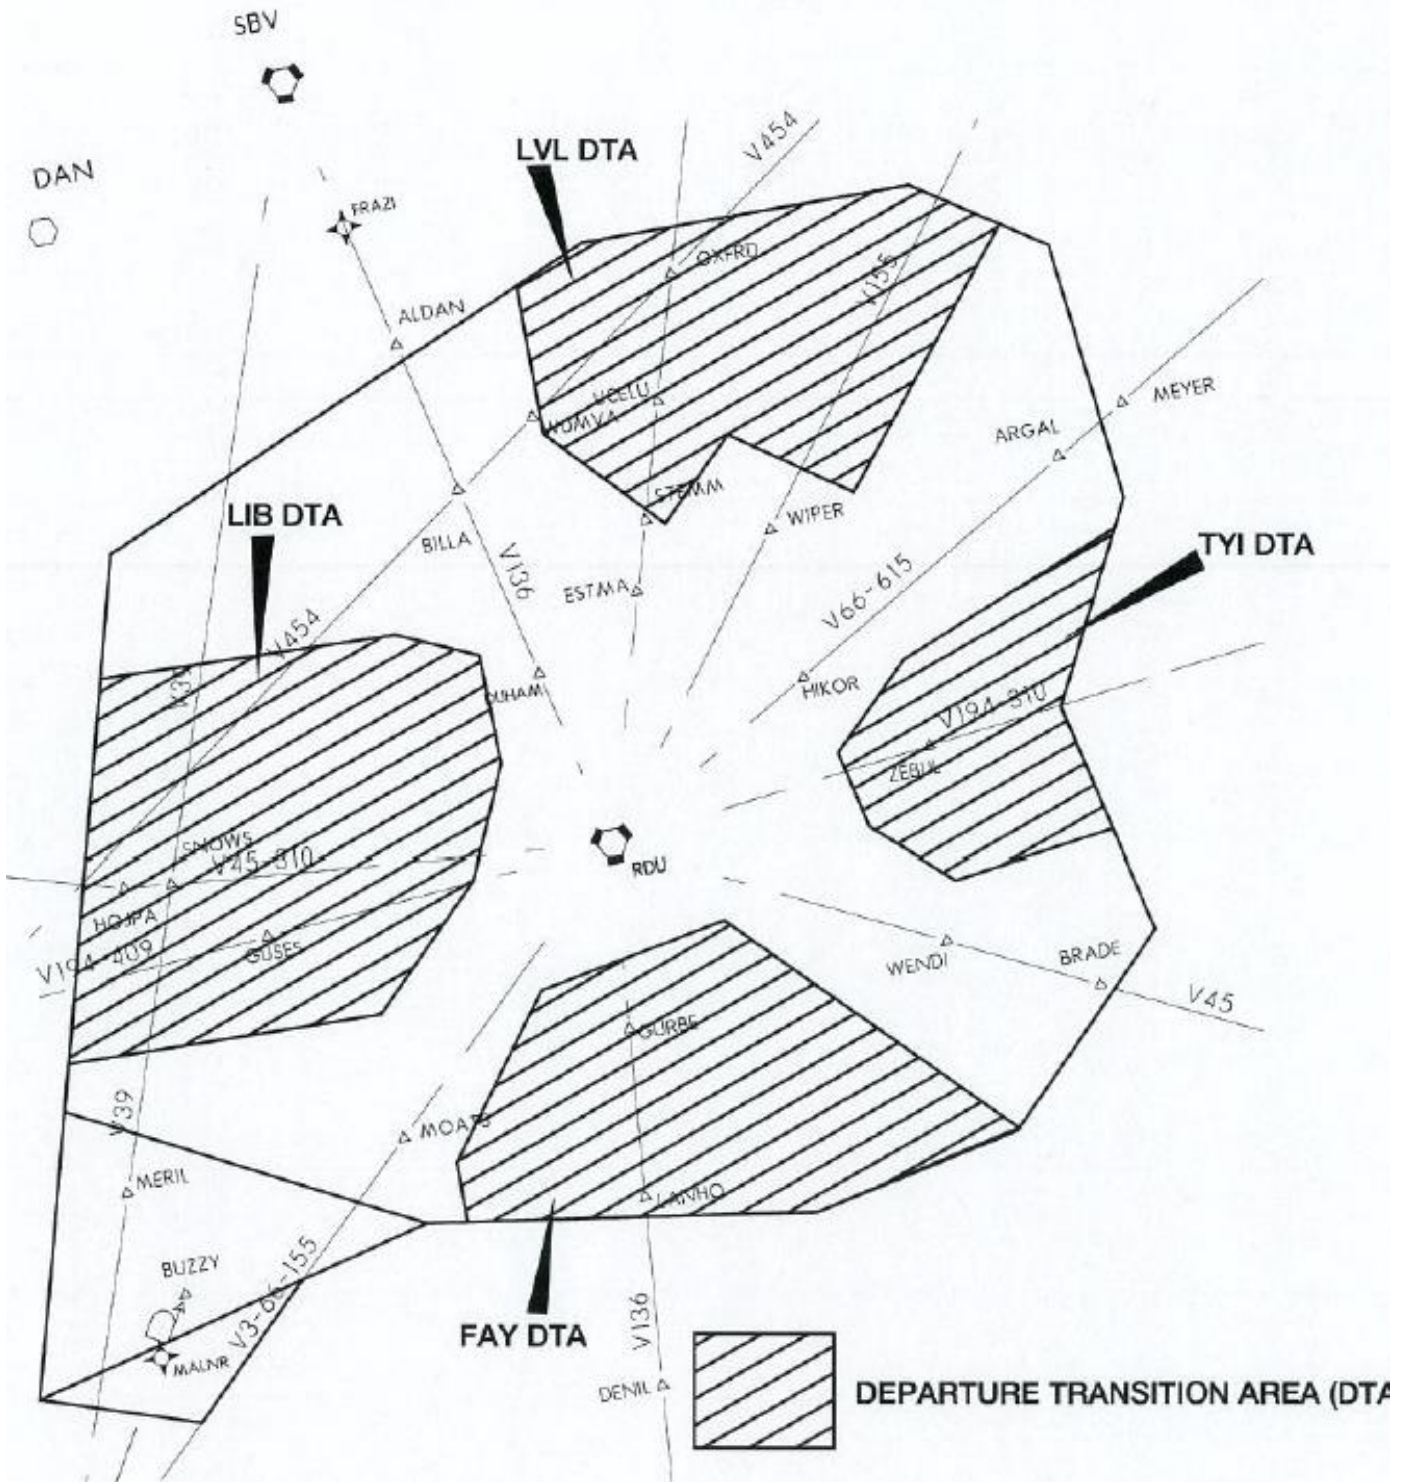 SBV
DAN
FRAZI
LVL DTA
V454
OXFRD
V155
ALDAN
UCELU
NUMVA
MEYER
ARGAL
STEMM
WIPER
LIB DTA
BILLA
V136
ESTMA
V66-615
TYI DTA
V454
V39
DUHAM
HIKOR
V194-310
ZEBUL
SNOWS
V45-310
RDU
HOJPA
V194-409
GUSES
WENDI
BRADE
V45
GURBE
V39
MOATS
MERIL
LANHO
BUZZY
V3-66-155
MALNR
FAY DTA
V136
DENIL
DEPARTURE TRANSITION AREA (DTA